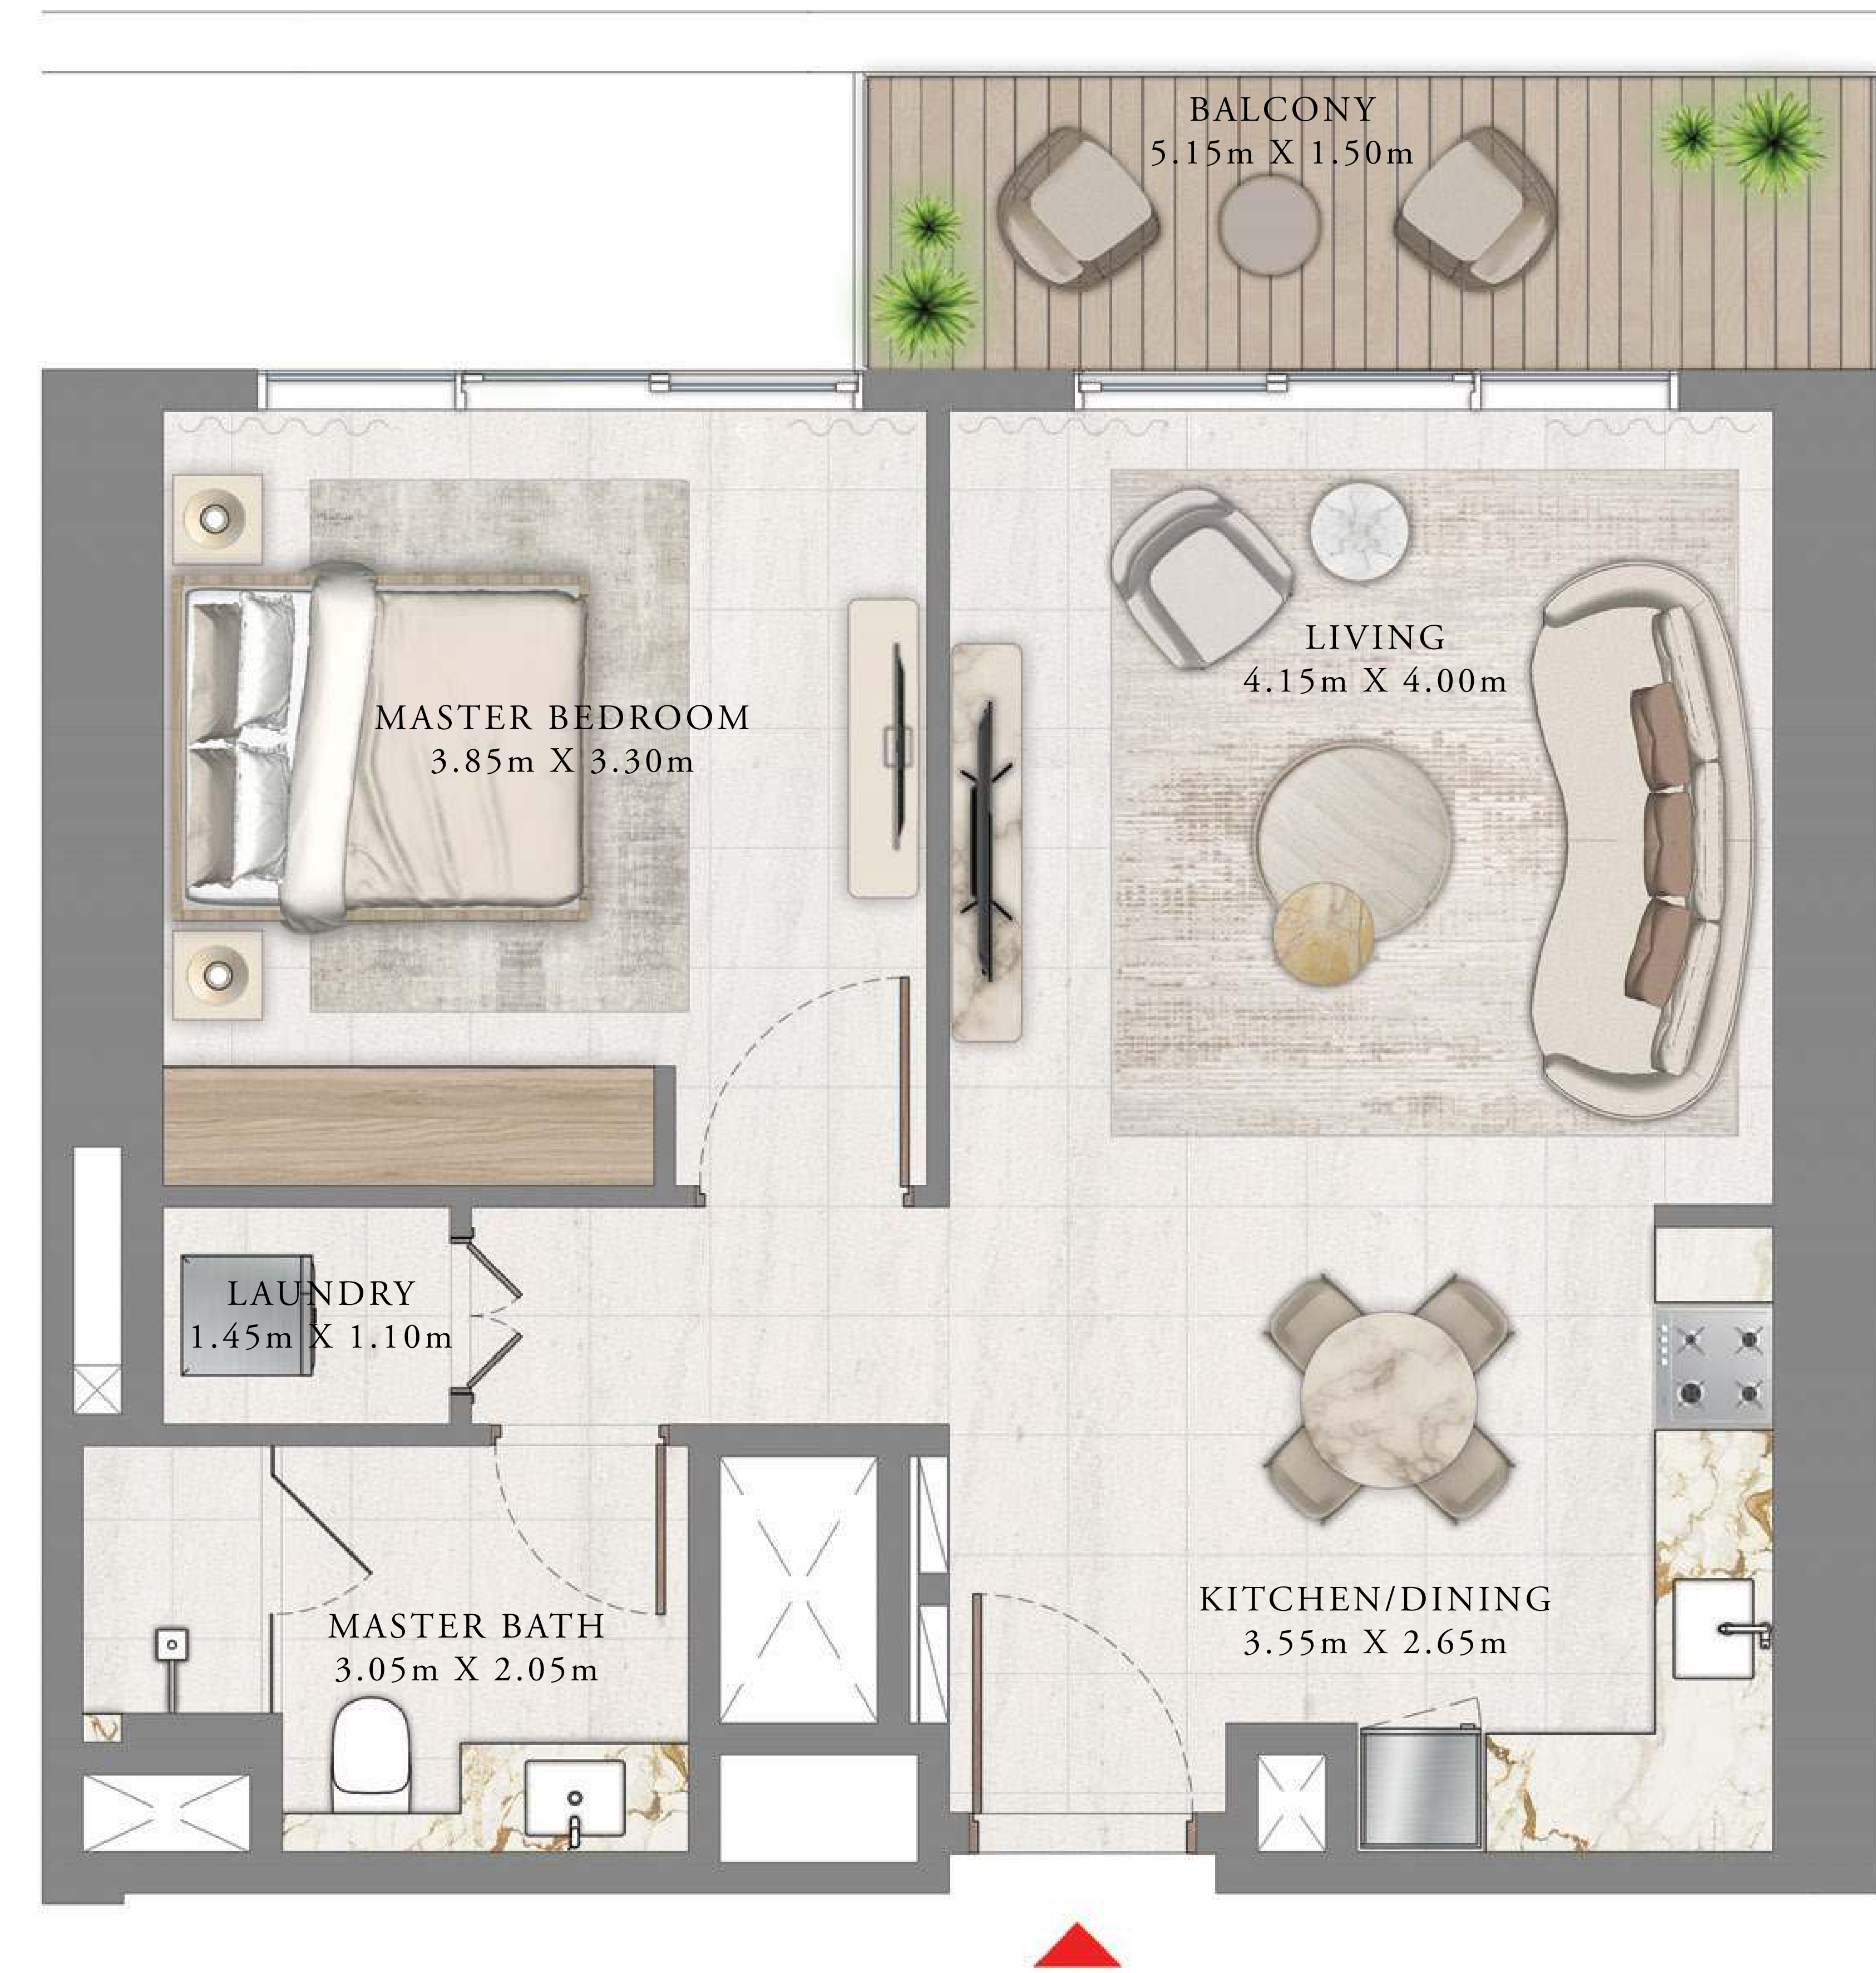 BALCONY
5.15m X 1.50m
LIVING
4.15m X 4.00m
MASTER BEDROOM
3.85m X 3.30m
LAUNDRY
1.45m X 1.10m
MASTER BATH
3.05m X 2.05m
KITCHEN/DINING
3.55m X 2.65m